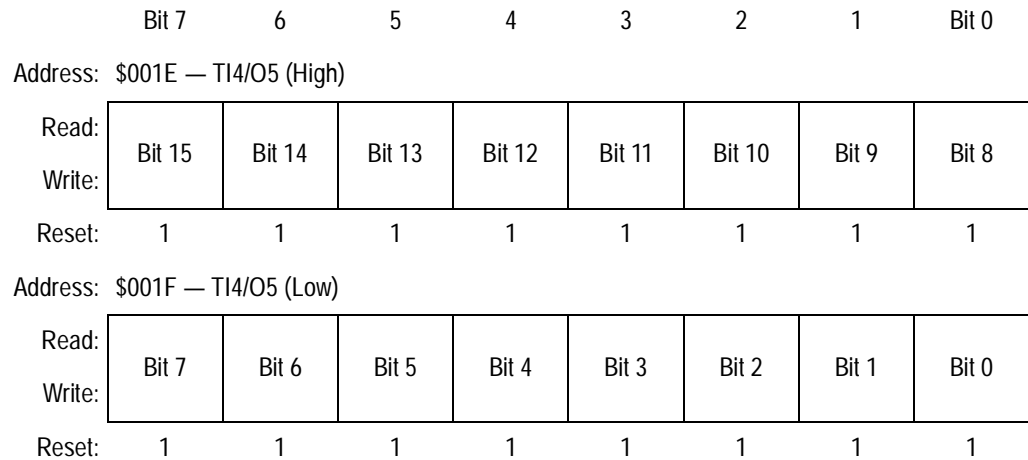 Bit 7 6 5 4 3 2 1 Bit 0
Address: $001E — TI4/O5 (High)
Read:
Bit 15 Bit 14 Bit 13 Bit 12 Bit 11 Bit 10 Bit 9 Bit 8
Write:
Reset: 1 1 1 1 1 1 1 1
Address: $001F — TI4/O5 (Low)
Read:
Bit 7 Bit 6 Bit 5 Bit 4 Bit 3 Bit 2 Bit 1 Bit 0
Write:
Reset: 1 1 1 1 1 1 1 1